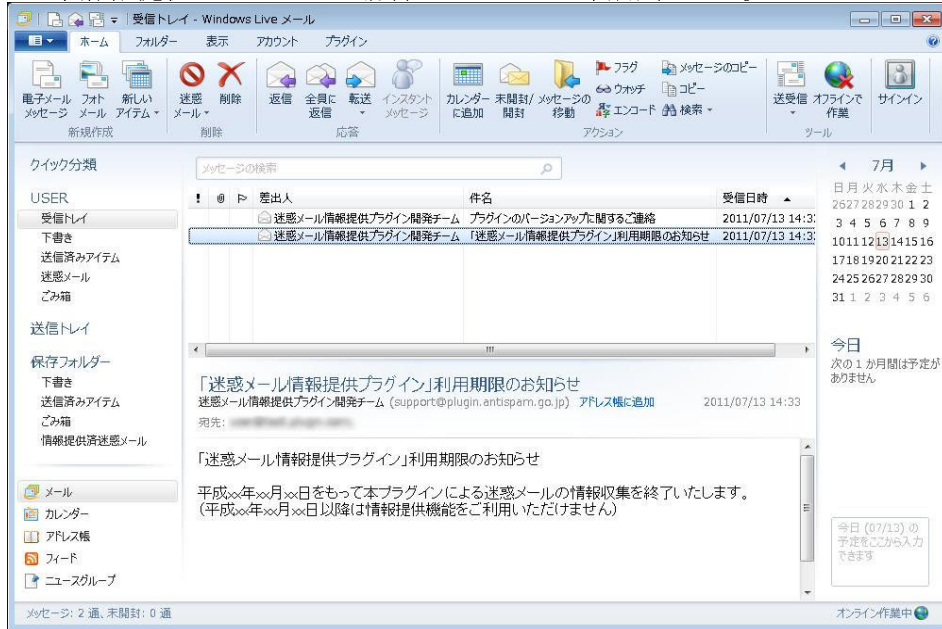 受信トレイ - Windows Live メール
ホーム フォルダー 表示 アカウント プラグイン
電子メール メッセージ フォト メール 新しい アイテム 迷惑 メール 削除 返信 全員に 返信 転送 インスタント メッセージ カレンダー に追加 未開封/ 開封 メッセージの 移動 フラグ ウォッチ エンコード メッセージのコピー コピー 検索 送受信 オフラインで 作業 サインイン
新規作成 削除 応答 アクション ツール
クイック分類
メッセージの検索
7月
USER
! 差出人 件名 受信日時
日 月 火 水 木 金 土
受信トレイ
迷惑メール情報提供プラグイン開発チーム プラグインのバージョンアップに関するご連絡 2011/07/13 14:3
26 27 28 29 30 1 2
下書き
迷惑メール情報提供プラグイン開発チーム 「迷惑メール情報提供プラグイン」利用期限のお知らせ 2011/07/13 14:3
3 4 5 6 7 8 9
送信済みアイテム
10 11 12 13 14 15 16
迷惑メール
17 18 19 20 21 22 23
ごみ箱
24 25 26 27 28 29 30
31 1 2 3 4 5 6
送信トレイ
今日
次の 1 か月間は予定が
ありません
保存フォルダー
下書き
送信済みアイテム
ごみ箱
情報提供済迷惑メール
「迷惑メール情報提供プラグイン」利用期限のお知らせ
迷惑メール情報提供プラグイン開発チーム (support@plugin.antispam.go.jp) アドレス帳に追加 2011/07/13 14:33
宛先:
「迷惑メール情報提供プラグイン」利用期限のお知らせ
平成××年××月××日をもって本プラグインによる迷惑メールの情報収集を終了いたします。
(平成××年××月××日以降は情報提供機能をご利用いただけません)
メール
カレンダー
アドレス帳
フィード
ニュースグループ
今日 (07/13) の
予定をここから入力
できます
メッセージ: 2 通、未開封: 0 通
オンライン作業中